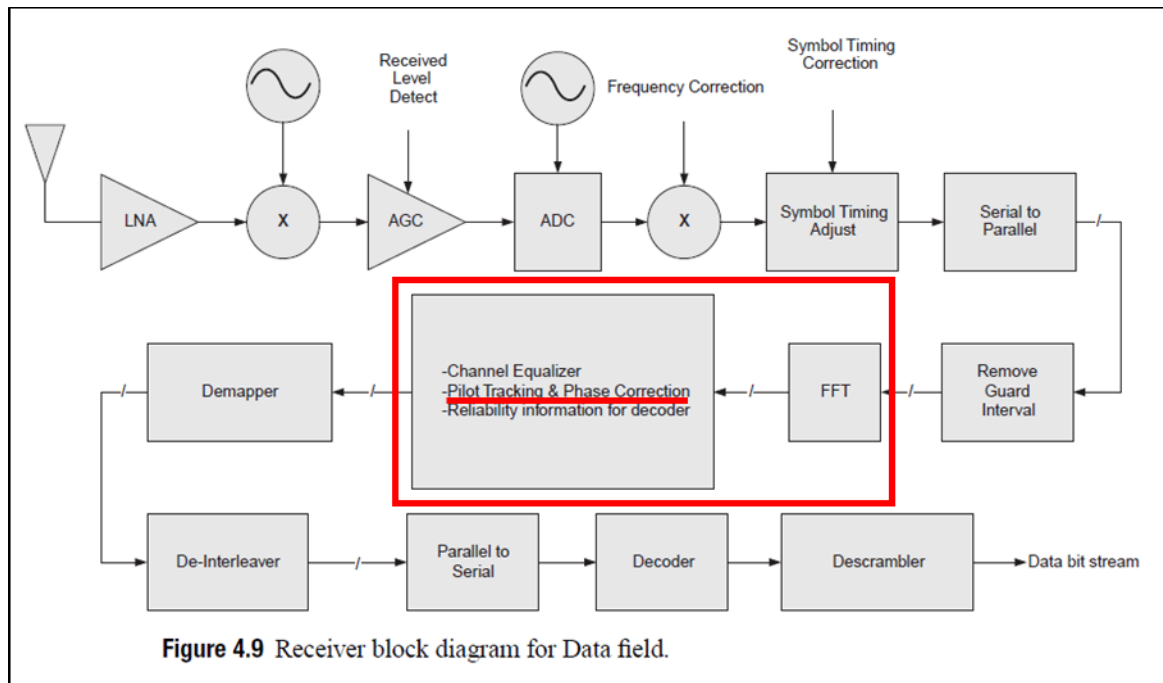 Received
Level
Detect
Symbol Timing
Correction
Frequency Correction
LNA
X
AGC
ADC
X
Symbol Timing
Adjust
Serial to
Parallel
Demapper
-Channel Equalizer
-Pilot Tracking & Phase Correction
-Reliability information for decoder
FFT
Remove
Guard
Interval
De-Interleaver
Parallel to
Serial
Decoder
Descrambler
Data bit stream
Figure 4.9 Receiver block diagram for Data field.